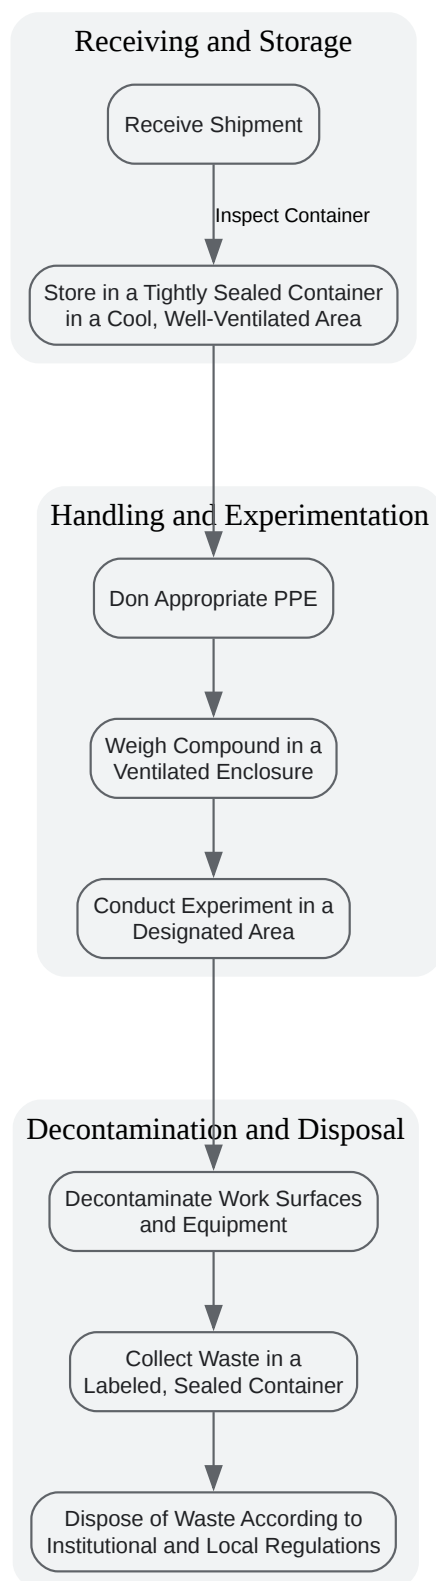 Receiving and Storage
Receive Shipment
Inspect Container
Store in a Tightly Sealed Container
in a Cool, Well-Ventilated Area
Handling and Experimentation
Don Appropriate PPE
Weigh Compound in a
Ventilated Enclosure
Conduct Experiment in a
Designated Area
Decontamination and Disposal
Decontaminate Work Surfaces
and Equipment
Collect Waste in a
Labeled, Sealed Container
Dispose of Waste According to
Institutional and Local Regulations